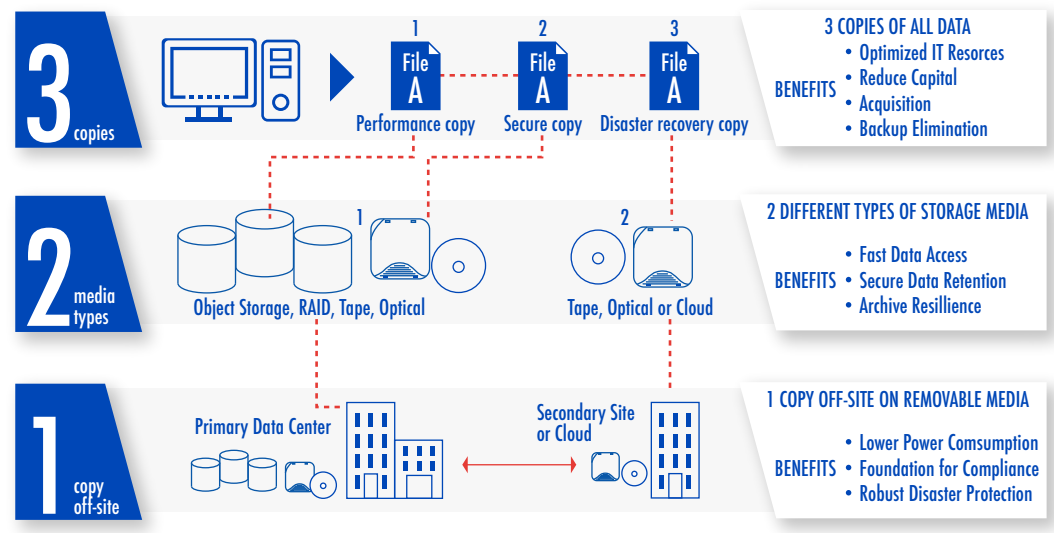 3
copies
1
2
3
File
A
File
A
File
A
Performance copy
Secure copy
Disaster recovery copy
3 COPIES OF ALL DATA
BENEFITS
• Optimized IT Resorces
• Reduce Capital
• Acquisition
• Backup Elimination
2
media
types
1
2
Object Storage, RAID, Tape, Optical
Tape, Optical or Cloud
2 DIFFERENT TYPES OF STORAGE MEDIA
BENEFITS
• Fast Data Access
• Secure Data Retention
• Archive Resillience
1
copy
off-site
Primary Data Center
Secondary Site
or Cloud
1 COPY OFF-SITE ON REMOVABLE MEDIA
BENEFITS
• Lower Power Comsumption
• Foundation for Compliance
• Robust Disaster Protection